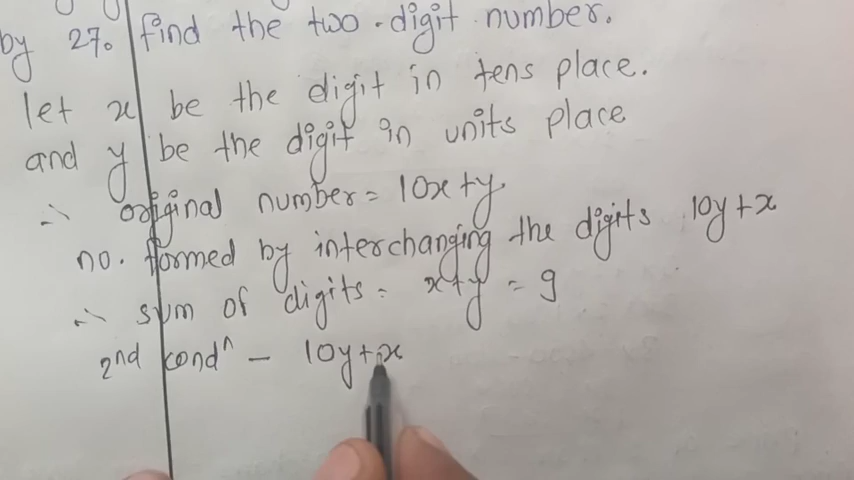 by 27. find the two-digit number.
let x be the digit in tens place.
and y be the digit in units place
∴ original number = 10x+y
no. formed by interchanging the digits 10y+x
∴ sum of digits = x+y = 9
2nd condⁿ - 10y+x